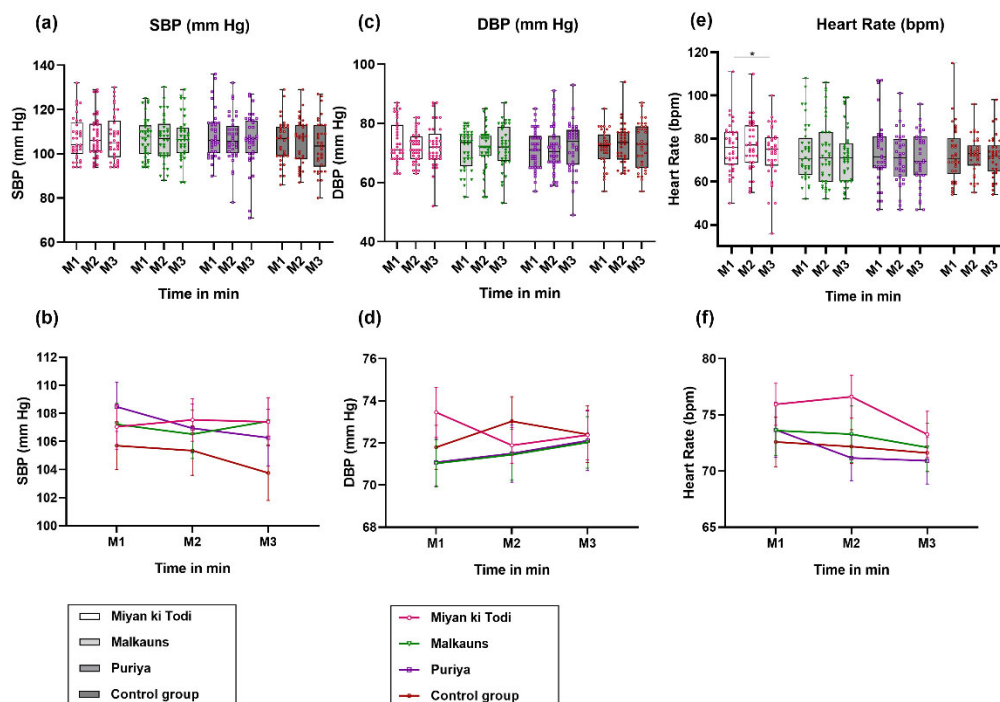 (a)
SBP (mm Hg)
SBP (mm Hg)
140
120
100
80
60
M1 M2 M3 M1 M2 M3 M1 M2 M3 M1 M2 M3
Time in min
(c)
DBP (mm Hg)
DBP (mm Hg)
100
80
60
40
M1 M2 M3 M1 M2 M3 M1 M2 M3 M1 M2 M3
Time in min
(e)
Heart Rate (bpm)
Heart Rate (bpm)
120
100
80
60
40
*
M1 M2 M3 M1 M2 M3 M1 M2 M3 M1 M2 M3
Time in min
(b)
SBP (mm Hg)
112
110
108
106
104
102
100
M1 M2 M3
Time in min
(d)
DBP (mm Hg)
76
74
72
70
68
M1 M2 M3
Time in min
(f)
Heart Rate (bpm)
80
75
70
65
M1 M2 M3
Time in min
Miyan ki Todi
Malkauns
Puriya
Control group
Miyan ki Todi
Malkauns
Puriya
Control group